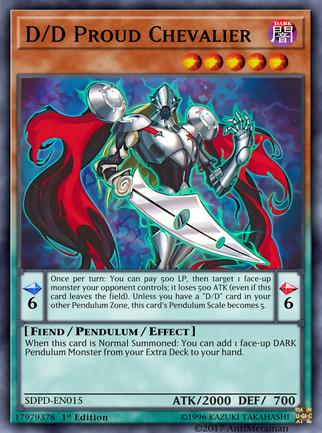 D/D Proud Chevalier
DARK
闇
Once per turn: You can pay 500 LP, then target 1 face-up
monster your opponent controls; it loses 500 ATK (even if this
card leaves the field). Unless you have a "D/D" card in your
other Pendulum Zone, this card's Pendulum Scale becomes 5.
6
6
[Fiend / Pendulum / Effect]
When this card is Normal Summoned: You can add 1 face-up DARK
Pendulum Monster from your Extra Deck to your hand.
SDPD-EN015
ATK/2000 DEF/ 700
17979378
1st Edition
©1996 KAZUKI TAKAHASHI
©2017 AntiMetaman